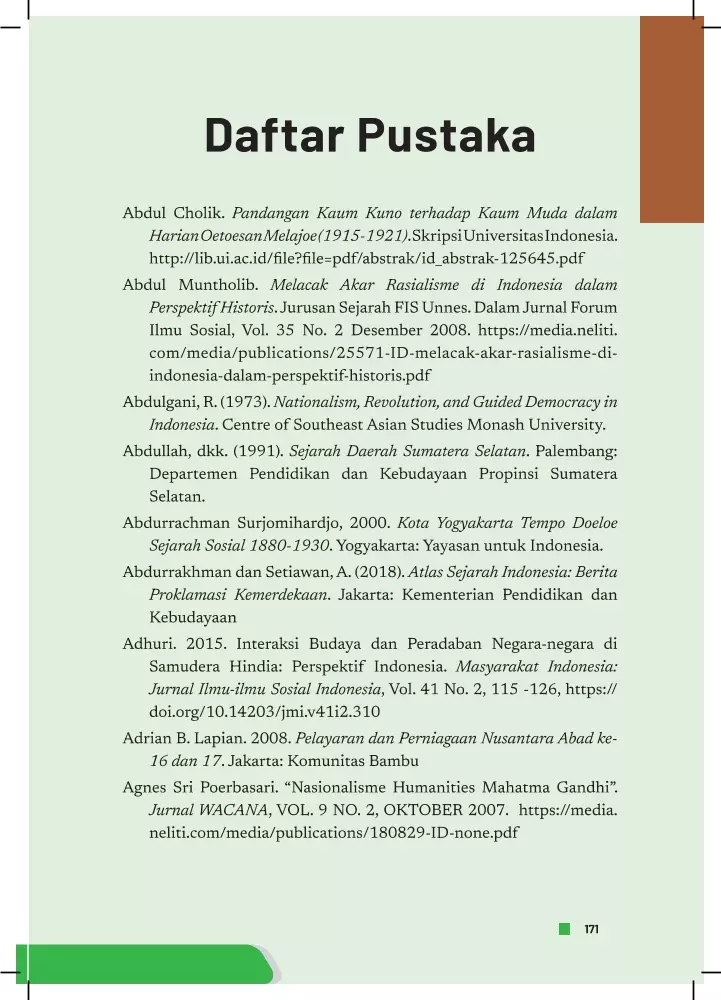 Daftar Pustaka
Abdul Cholik. Pandangan Kaum Kuno terhadap Kaum Muda dalam
Harian Oetoesan Melajoe (1915-1921). Skripsi Universitas Indonesia.
http://lib.ui.ac.id/file?file=pdf/abstrak/id_abstrak-125645.pdf
Abdul Muntholib. Melacak Akar Rasialisme di Indonesia dalam
Perspektif Historis. Jurusan Sejarah FIS Unnes. Dalam Jurnal Forum
Ilmu Sosial, Vol. 35 No. 2 Desember 2008. https://media.neliti.
com/media/publications/25571-ID-melacak-akar-rasialisme-di-
indonesia-dalam-perspektif-historis.pdf
Abdulgani, R. (1973). Nationalism, Revolution, and Guided Democracy in
Indonesia. Centre of Southeast Asian Studies Monash University.
Abdullah, dkk. (1991). Sejarah Daerah Sumatera Selatan. Palembang:
Departemen Pendidikan dan Kebudayaan Propinsi Sumatera
Selatan.
Abdurrachman Surjomihardjo, 2000. Kota Yogyakarta Tempo Doeloe
Sejarah Sosial 1880-1930. Yogyakarta: Yayasan untuk Indonesia.
Abdurrakhman dan Setiawan, A. (2018). Atlas Sejarah Indonesia: Berita
Proklamasi Kemerdekaan. Jakarta: Kementerian Pendidikan dan
Kebudayaan
Adhuri. 2015. Interaksi Budaya dan Peradaban Negara-negara di
Samudera Hindia: Perspektif Indonesia. Masyarakat Indonesia:
Jurnal Ilmu-ilmu Sosial Indonesia, Vol. 41 No. 2, 115 -126, https://
doi.org/10.14203/jmi.v41i2.310
Adrian B. Lapian. 2008. Pelayaran dan Perniagaan Nusantara Abad ke-
16 dan 17. Jakarta: Komunitas Bambu
Agnes Sri Poerbasari. “Nasionalisme Humanities Mahatma Gandhi”.
Jurnal WACANA, VOL. 9 NO. 2, OKTOBER 2007. https://media.
neliti.com/media/publications/180829-ID-none.pdf
171